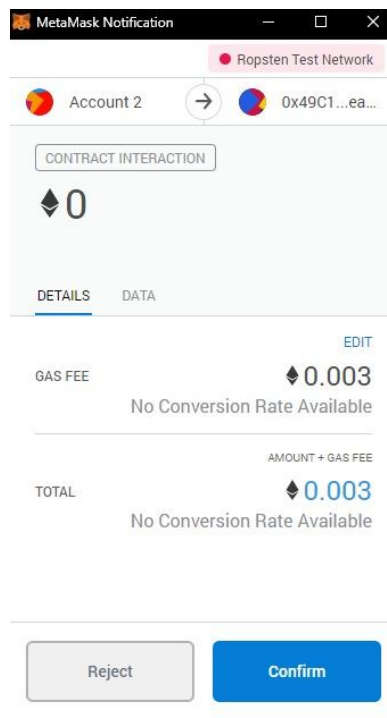 MetaMask Notification
Ropsten Test Network
Account 2
0x49C1...ea...
CONTRACT INTERACTION
0
DETAILS
DATA
EDIT
GAS FEE
0.003
No Conversion Rate Available
AMOUNT + GAS FEE
TOTAL
0.003
No Conversion Rate Available
Reject
Confirm